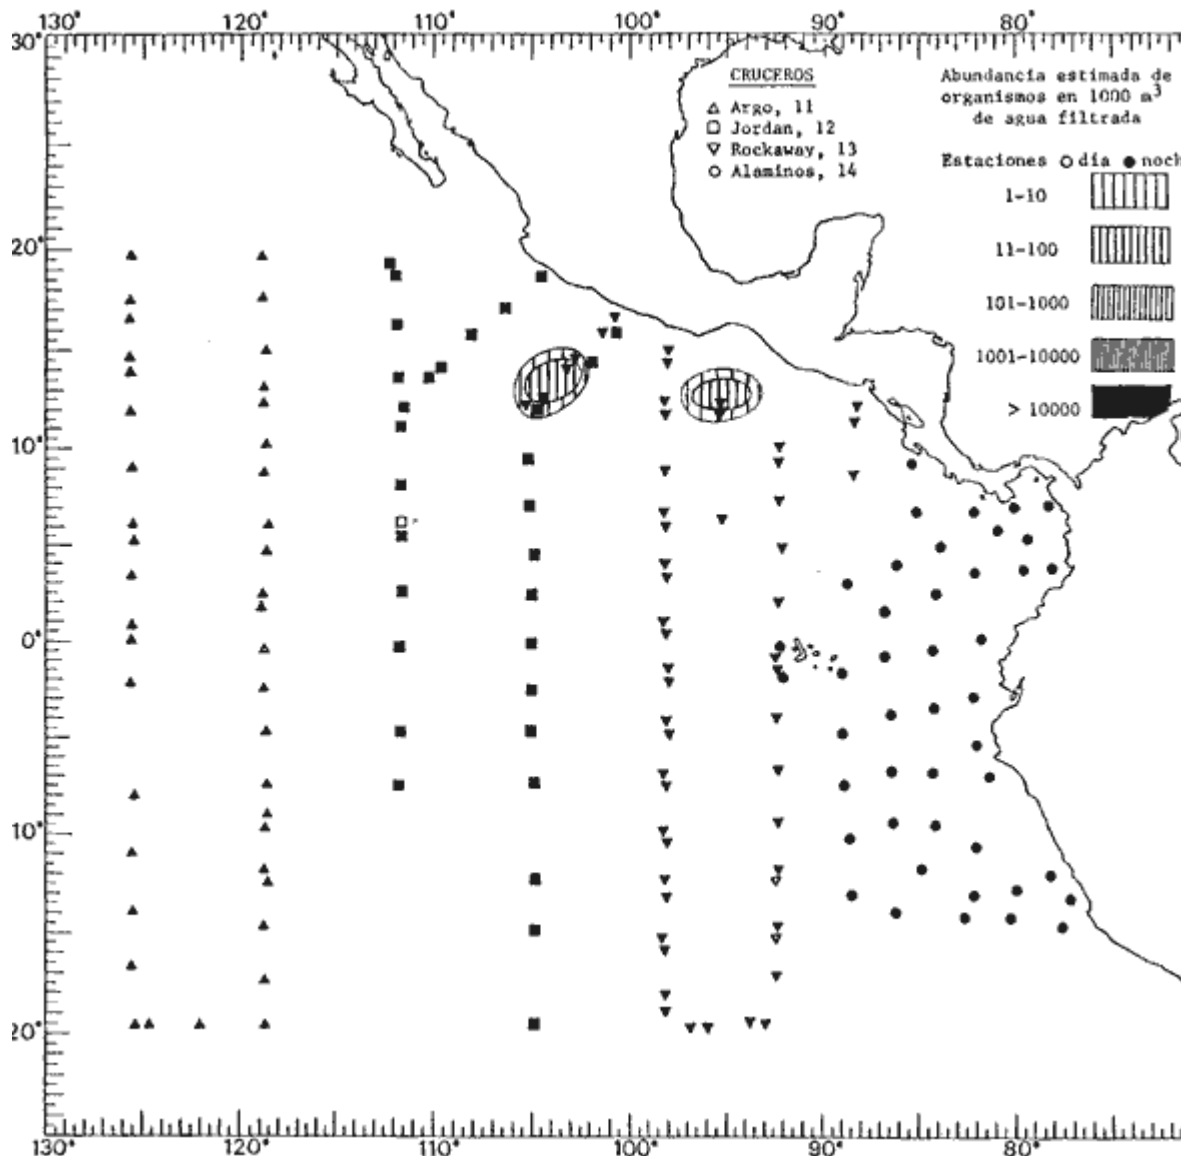 130° 120° 110° 100° 90° 80°
30°
20°
10°
0°
10°
20°
CRUCEROS
△ Argo, 11
□ Jordan, 12
▽ Rockaway, 13
○ Alaminos, 14
Abundancia estimada de
organismos en 1000 m³
de agua filtrada
Estaciones ○ día ● noch
1-10
11-100
101-1000
1001-10000
> 10000
130° 120° 110° 100° 90° 80°